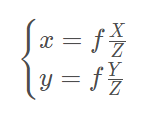 x = f X/Z
y = f Y/Z